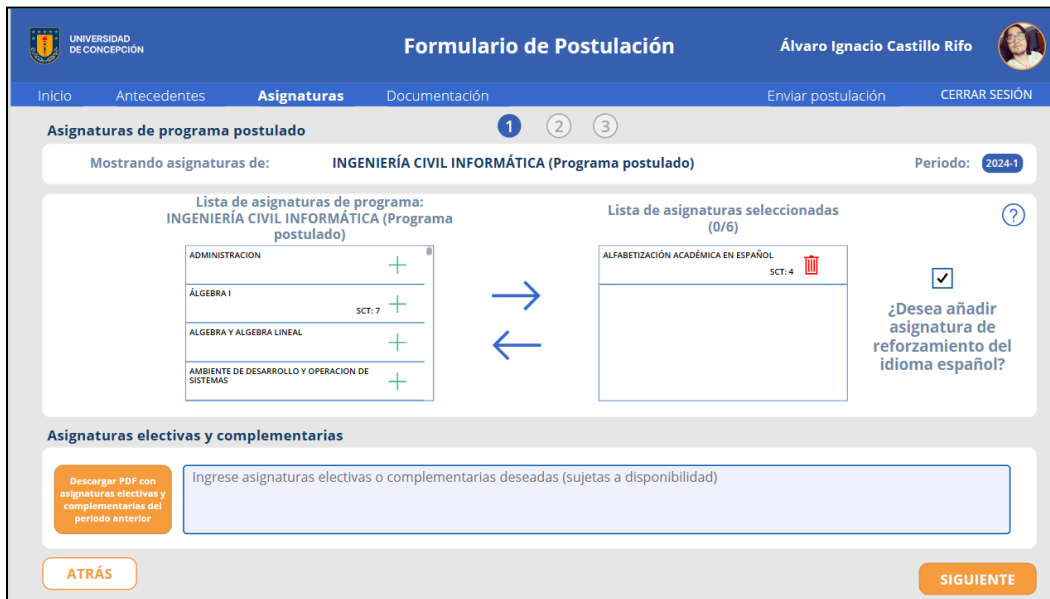 UNIVERSIDAD
DE CONCEPCIÓN
Formulario de Postulación
Álvaro Ignacio Castillo Rifo
Inicio
Antecedentes
Asignaturas
Documentación
Enviar postulación
CERRAR SESIÓN
Asignaturas de programa postulado
1
2
3
Mostrando asignaturas de:
INGENIERÍA CIVIL INFORMÁTICA (Programa postulado)
Periodo:
2024-1
Lista de asignaturas de programa:
INGENIERÍA CIVIL INFORMÁTICA (Programa
postulado)
ADMINISTRACION
ÁLGEBRA I
SCT: 7
ALGEBRA Y ALGEBRA LINEAL
AMBIENTE DE DESARROLLO Y OPERACION DE
SISTEMAS
Lista de asignaturas seleccionadas
(0/6)
ALFABETIZACIÓN ACADÉMICA EN ESPAÑOL
SCT: 4
?
¿Desea añadir
asignatura de
reforzamiento del
idioma español?
Asignaturas electivas y complementarias
Descargar PDF con
asignaturas electivas y
complementarias del
periodo anterior
Ingrese asignaturas electivas o complementarias deseadas (sujetas a disponibilidad)
ATRÁS
SIGUIENTE